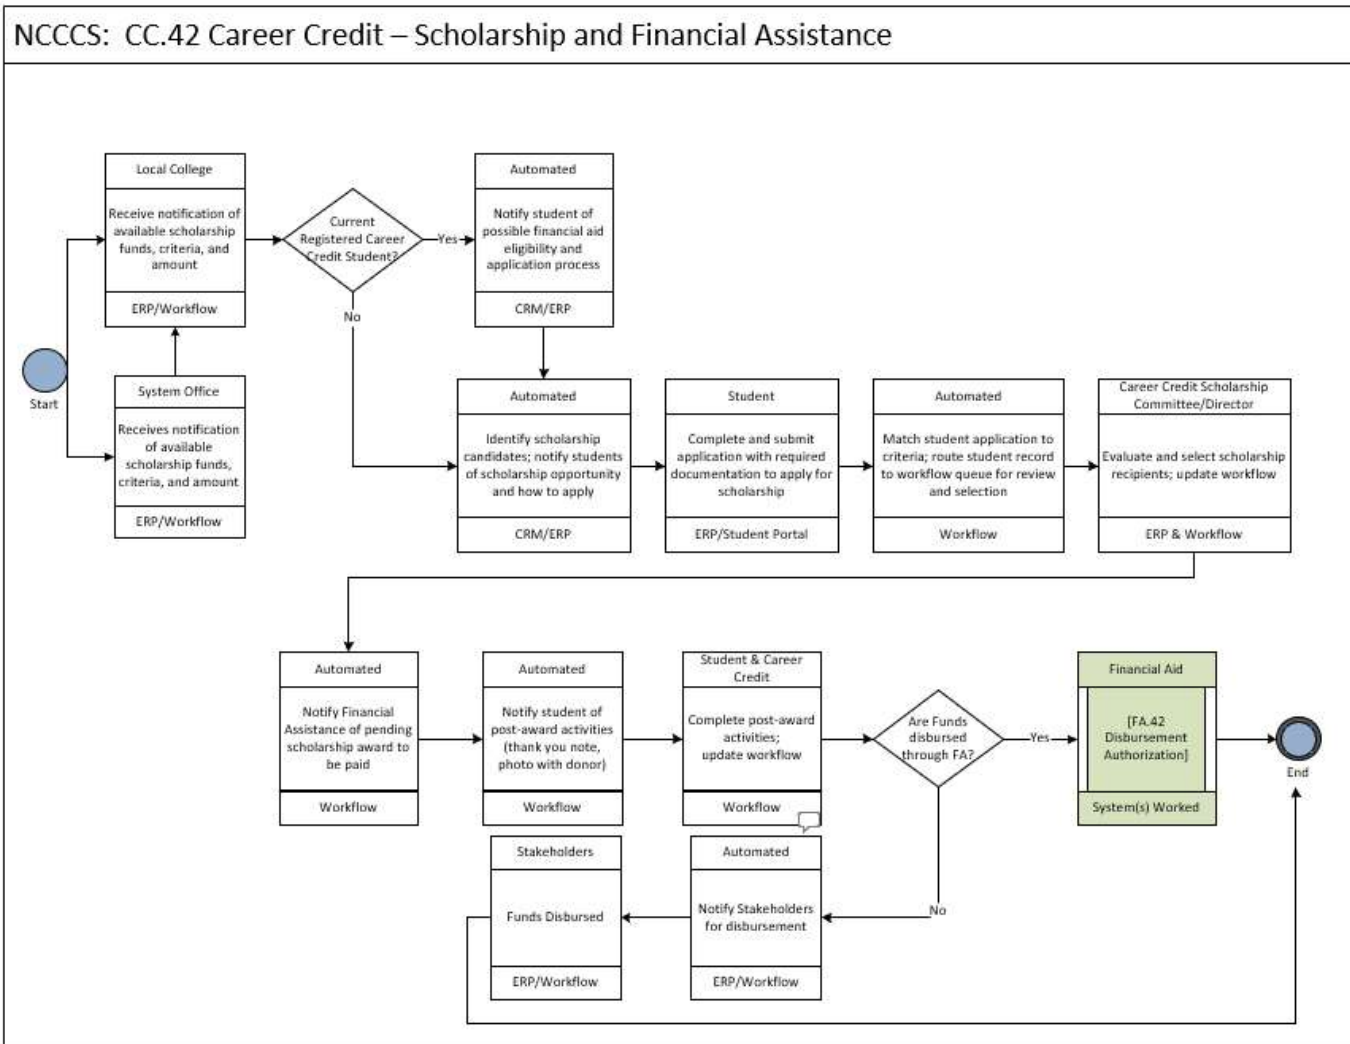 NCCCS:  CC.42 Career Credit – Scholarship and Financial Assistance
Local College
Receive notification of
available scholarship
funds, criteria, and
amount
ERP/Workflow
Current
Registered Career
Credit Student?
Yes
No
Automated
Notify student of
possible financial aid
eligibility and
application process
CRM/ERP
Start
System Office
Receives notification
of available
scholarship funds,
criteria, and amount
ERP/Workflow
Automated
Identify scholarship
candidates; notify students
of scholarship opportunity
and how to apply
CRM/ERP
Student
Complete and submit
application with required
documentation to apply for
scholarship
ERP/Student Portal
Automated
Match student application to
criteria; route student record
to workflow queue for review
and selection
Workflow
Career Credit Scholarship
Committee/Director
Evaluate and select scholarship
recipients; update workflow
ERP & Workflow
Automated
Notify Financial
Assistance of pending
scholarship award to
be paid
Workflow
Automated
Notify student of
post-award activities
(thank you note,
photo with donor)
Workflow
Student & Career
Credit
Complete post-award
activities;
update workflow
Workflow
Are Funds
disbursed
through FA?
Yes
No
Financial Aid
[FA.42
Disbursement
Authorization]
System(s) Worked
End
Stakeholders
Funds Disbursed
ERP/Workflow
Automated
Notify Stakeholders
for disbursement
ERP/Workflow